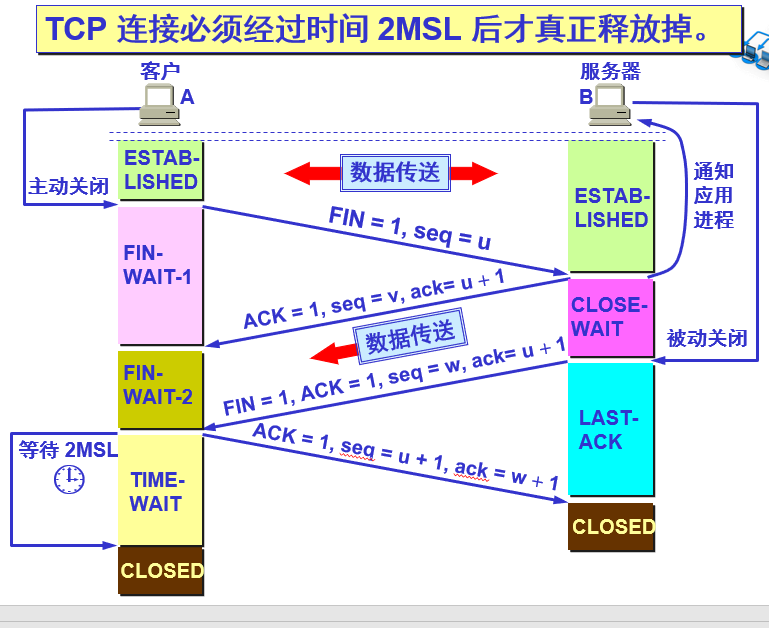 TCP 连接必须经过时间 2MSL 后才真正释放掉。
客户
A
服务器
B
ESTAB-
LISHED
数据传送
主动关闭
FIN = 1, seq = u
ESTAB-
LISHED
通知
应用
进程
FIN-
WAIT-1
ACK = 1, seq = v, ack= u + 1
CLOSE-
WAIT
数据传送
被动关闭
FIN-
WAIT-2
FIN = 1, ACK = 1, seq = w, ack= u + 1
LAST-
ACK
等待 2MSL
ACK = 1, seq = u + 1, ack = w + 1
TIME-
WAIT
CLOSED
CLOSED